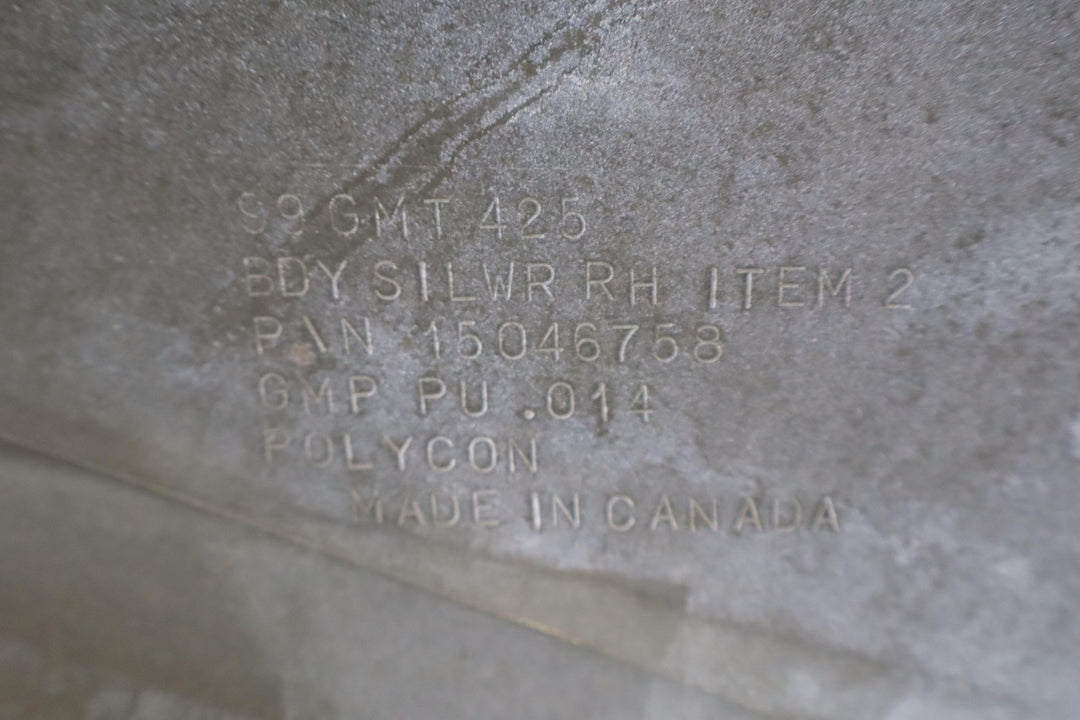 99 GMT 425
BDY SILWR RH ITEM 2
P\N 15046758
GMP PU .014
POLYCON
MADE IN CANADA